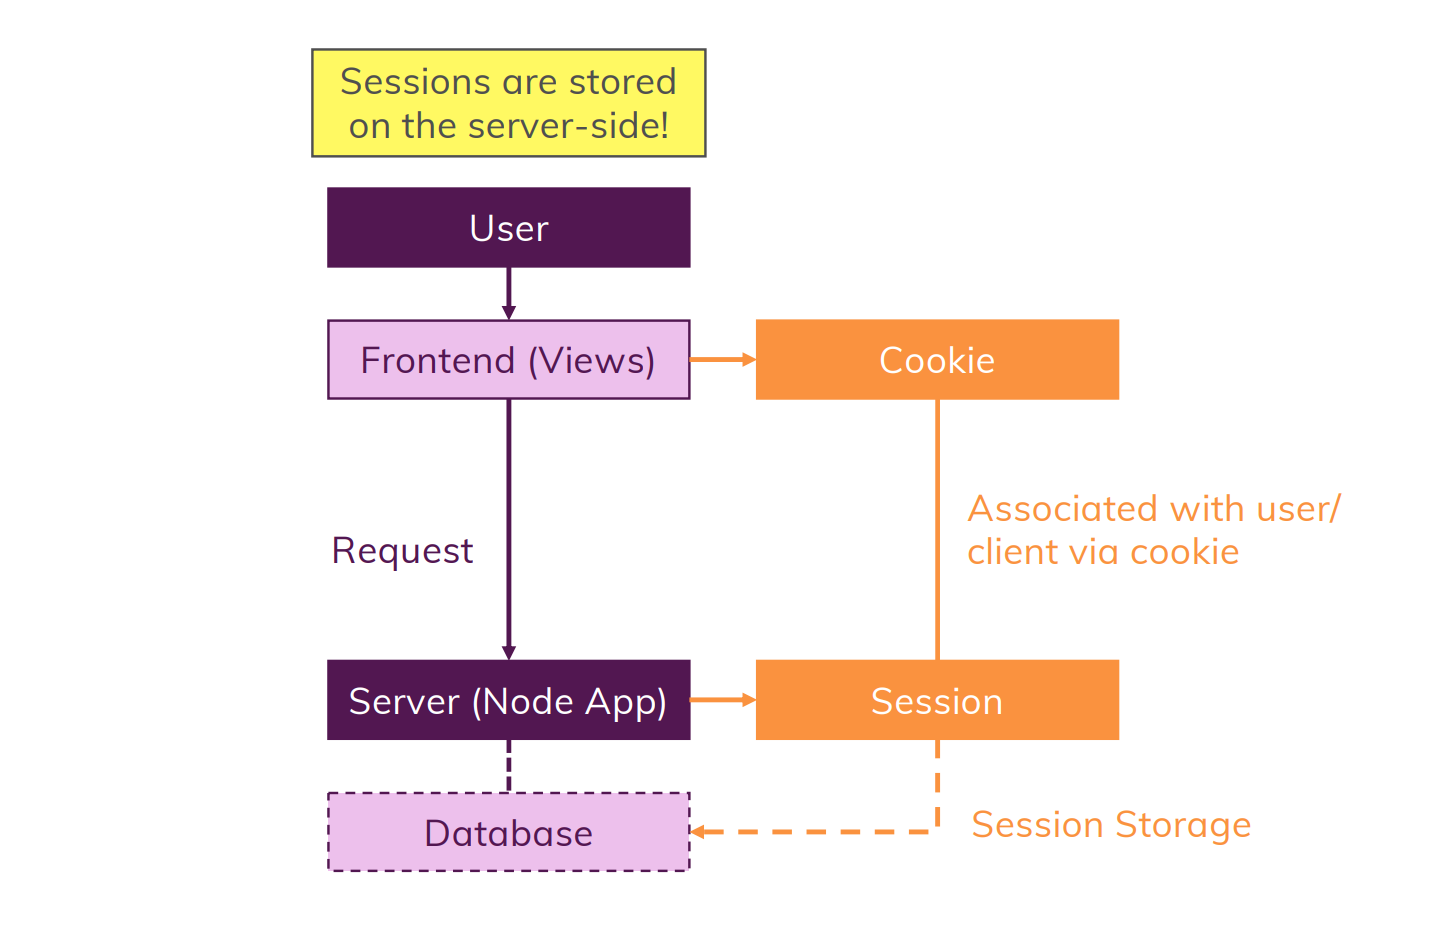 Sessions are stored
on the server-side!
User
Frontend (Views)
Cookie
Associated with user/
client via cookie
Request
Server (Node App)
Session
Database
Session Storage